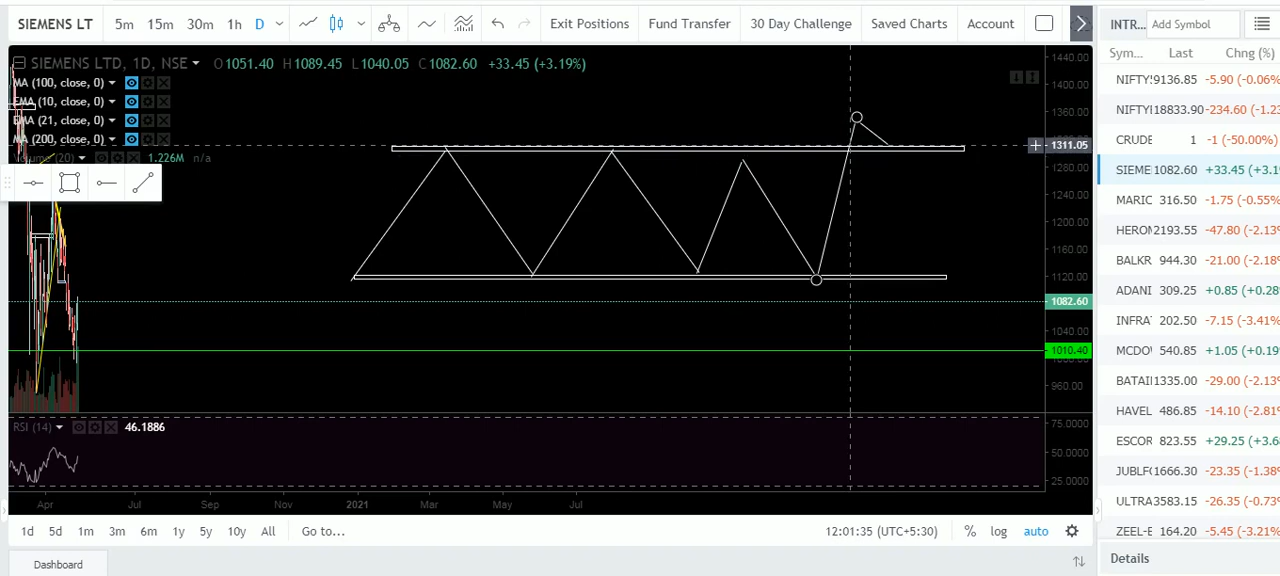 SIEMENS LT 5m 15m 30m 1h D Exit Positions Fund Transfer 30 Day Challenge Saved Charts Account INTR... Add Symbol
Sym... Last Chng (%)
SIEMENS LTD, 1D, NSE O1051.40 H1089.45 L1040.05 C1082.60 +33.45 (+3.19%)
MA (100, close, 0)
EMA (10, close, 0)
EMA (21, close, 0)
MA (200, close, 0)
Volume (20) 1.226M n/a
1440.00
1400.00
1360.00
1311.05
1280.00
1240.00
1200.00
1160.00
1120.00
1082.60
1040.00
1010.40
960.00
RSI (14) 46.1886
75.0000
50.0000
25.0000
Apr Jul Sep Nov 2021 Mar May Jul
1d 5d 1m 3m 6m 1y 5y 10y All Go to... 12:01:35 (UTC+5:30) % log auto
Dashboard
NIFTY 9136.85 -5.90 (-0.06%
NIFTY 18833.90 -234.60 (-1.23
CRUDE 1 -1 (-50.00%)
SIEME 1082.60 +33.45 (+3.19
MARIC 316.50 -1.75 (-0.55%
HERO 2193.55 -47.80 (-2.13
BALKR 944.30 -21.00 (-2.18
ADANI 309.25 +0.85 (+0.28
INFRA 202.50 -7.15 (-3.41%
MCDO 540.85 +1.05 (+0.19
BATAI 1335.00 -29.00 (-2.13
HAVEL 486.85 -14.10 (-2.81
ESCOR 823.55 +29.25 (+3.6
JUBLF 1666.30 -23.35 (-1.38
ULTRA 3583.15 -26.35 (-0.73
ZEEL-E 164.20 -5.45 (-3.21%
Details